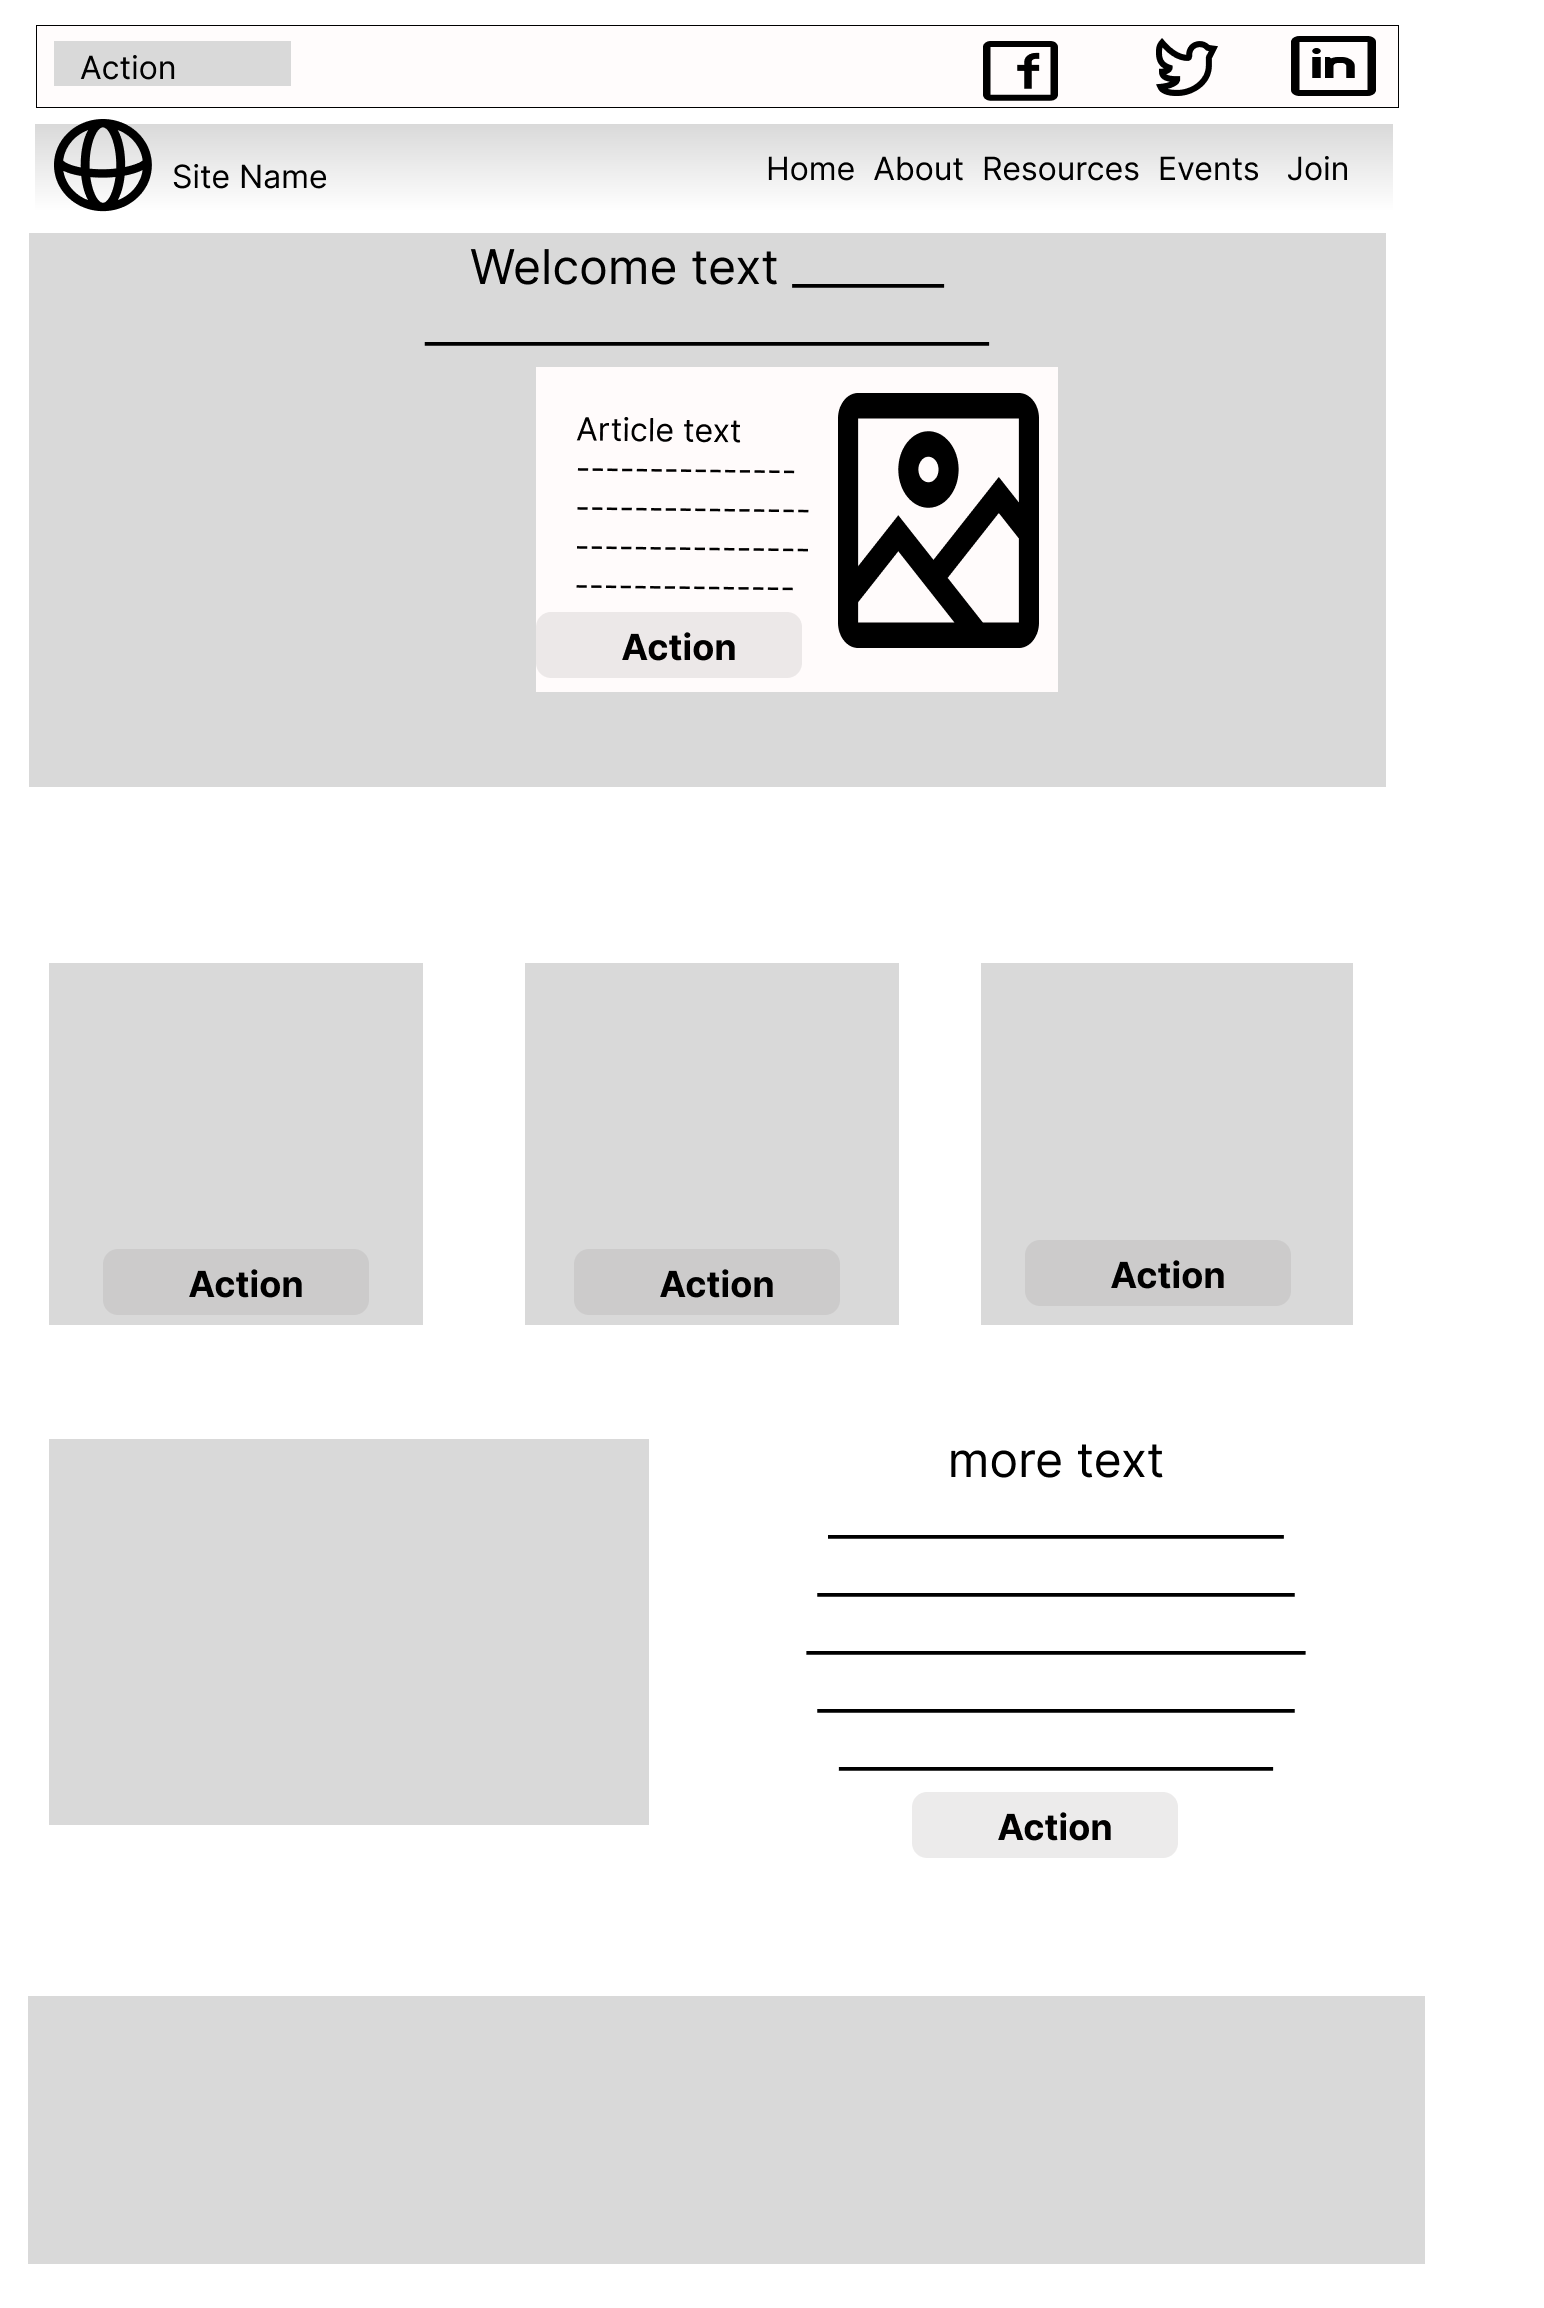 Action
f
in
Site Name
Home About Resources Events Join
Welcome text ______
Article text
Action
Action
Action
Action
more text
Action